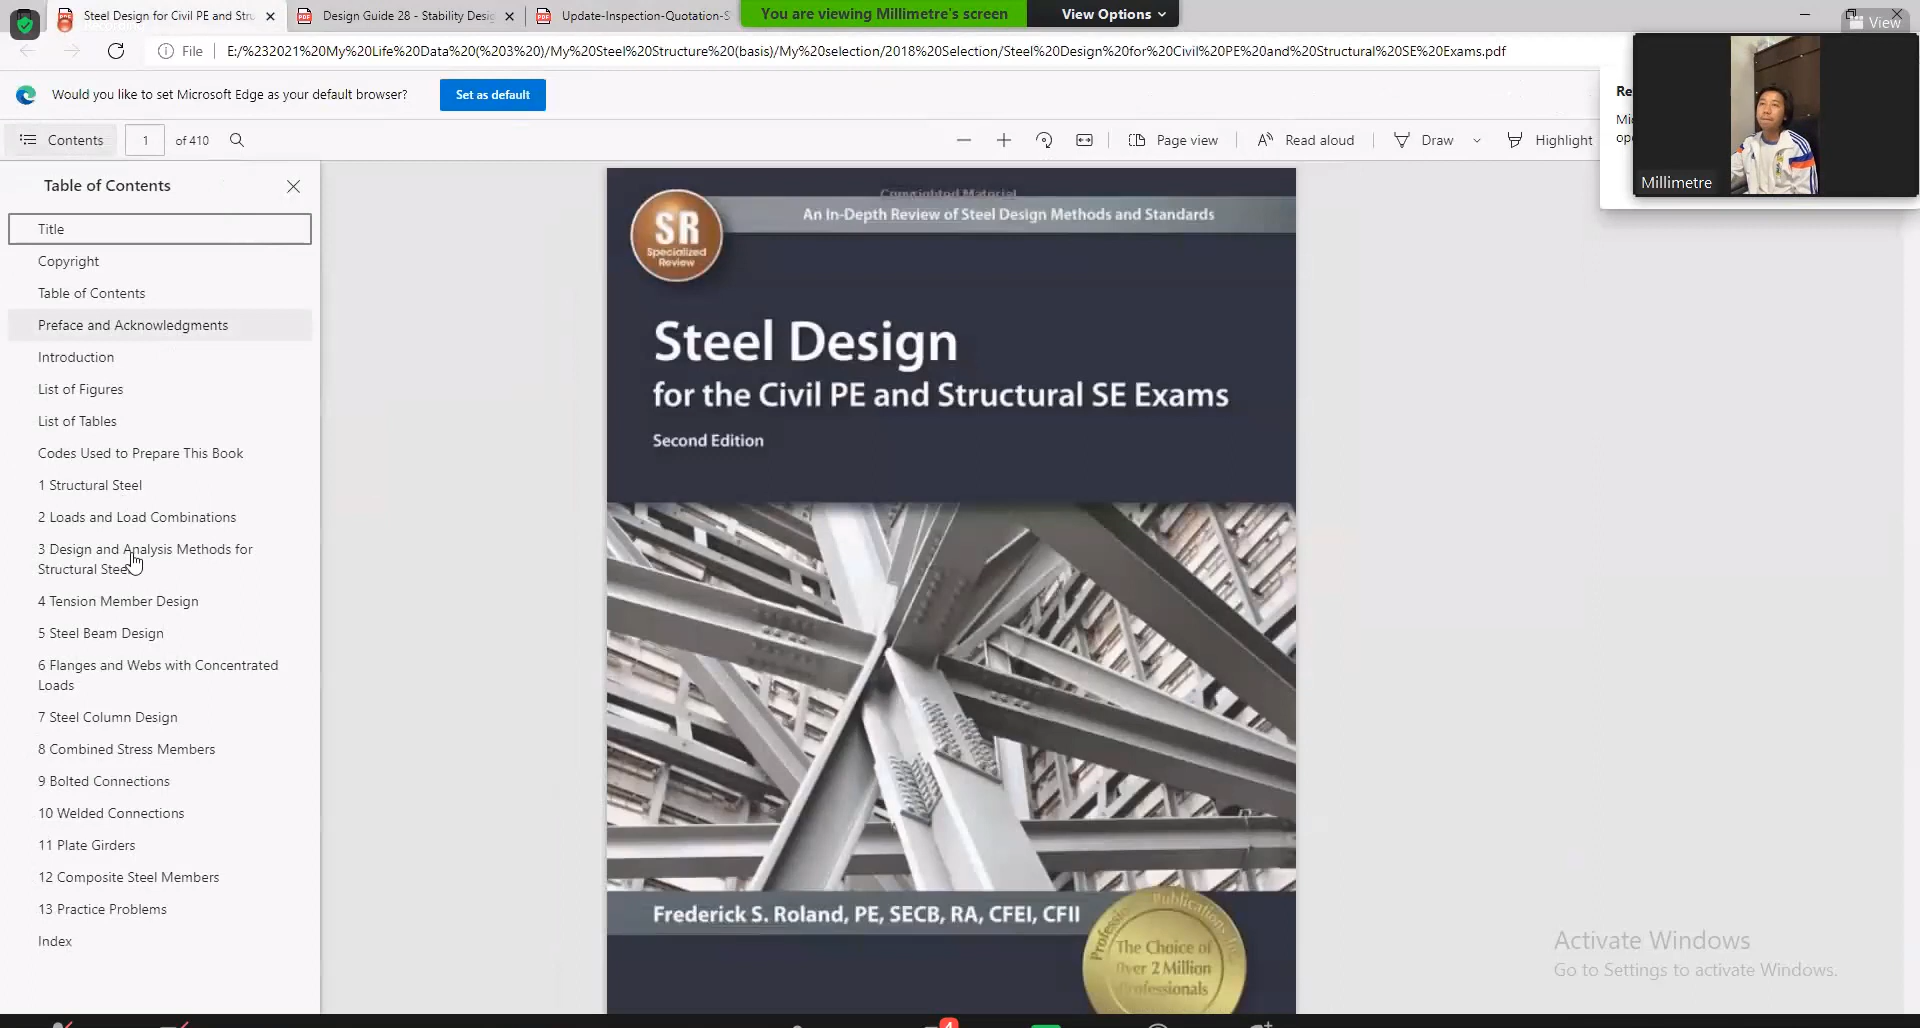 Steel Design for Civil PE and Stru
Design Guide 28 - Stability Desig
Update-Inspection-Quotation-S
You are viewing Millimetre's screen
View Options
View
File
E:/%232021%20My%20Life%20Data%20(%203%20)/My%20Steel%20Structure%20(basis)/My%20selection/2018%20Selection/Steel%20Design%20for%20Civil%20PE%20and%20Structural%20SE%20Exams.pdf
Would you like to set Microsoft Edge as your default browser?
Set as default
Re
Mi
op
Millimetre
Contents
1
of 410
Page view
Read aloud
Draw
Highlight
Table of Contents
Title
Copyright
Table of Contents
Preface and Acknowledgments
Introduction
List of Figures
List of Tables
Codes Used to Prepare This Book
1 Structural Steel
2 Loads and Load Combinations
3 Design and Analysis Methods for
Structural Steel
4 Tension Member Design
5 Steel Beam Design
6 Flanges and Webs with Concentrated
Loads
7 Steel Column Design
8 Combined Stress Members
9 Bolted Connections
10 Welded Connections
11 Plate Girders
12 Composite Steel Members
13 Practice Problems
Index
Copyrighted Material
An In-Depth Review of Steel Design Methods and Standards
SR
Specialized
Review
Steel Design
for the Civil PE and Structural SE Exams
Second Edition
Frederick S. Roland, PE, SECB, RA, CFEI, CFII
Professio
Publications, Inc.
The Choice of
Over 2 Million
Professionals
Activate Windows
Go to Settings to activate Windows.
4